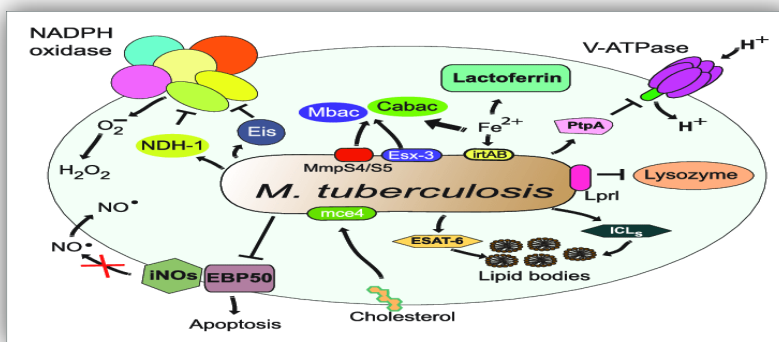 NADPH
oxidase
V-ATPase
H+
Lactoferrin
Mbac
Cabac
O2-
NDH-1
Eis
Fe2+
PtpA
H+
H2O2
MmpS4/S5
Esx-3
irtAB
M. tuberculosis
LprI
Lysozyme
NO•
mce4
ESAT-6
ICLs
NO•
iNOs
EBP50
Lipid bodies
Apoptosis
Cholesterol